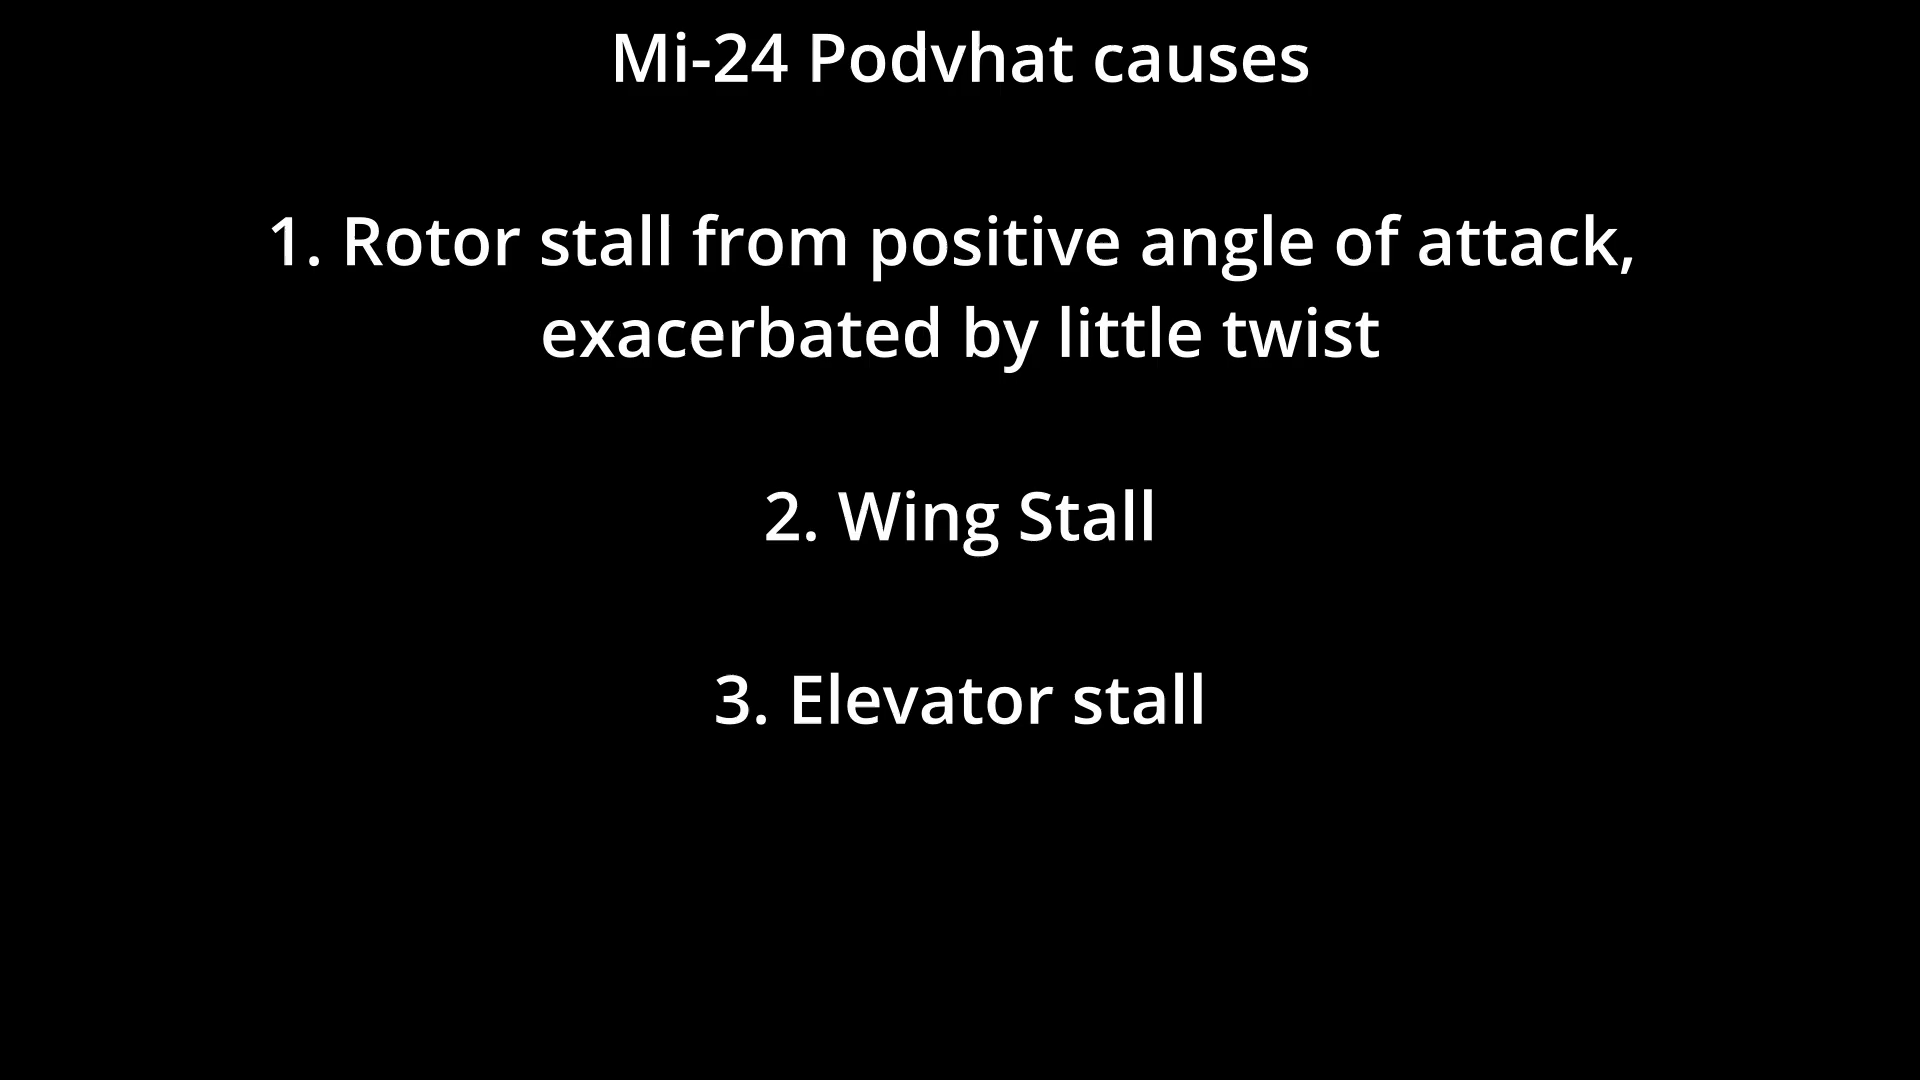 Mi-24 Podvhat causes
1. Rotor stall from positive angle of attack,
exacerbated by little twist
2. Wing Stall
3. Elevator stall